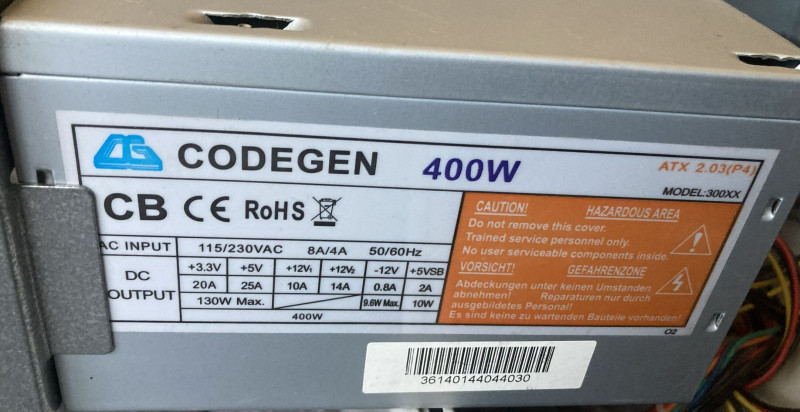 CG CODEGEN 400W ATX 2.03(P4)
MODEL:300XX
CB CE RoHS
AC INPUT 115/230VAC 8A/4A 50/60Hz
DC OUTPUT +3.3V +5V +12V1 +12V2 -12V +5VSB
20A 25A 10A 14A 0.8A 2A
130W Max. 9.6W Max. 10W
400W
CAUTION! HAZARDOUS AREA
Do not remove this cover.
Trained service personnel only.
No user serviceable components inside.
VORSICHT! GEFAHRENZONE
Abdeckungen unter keinen Umstanden
abnehmen! Reparaturen nur durch
ausgebildetes Personal!
Es sind keine zu wartenden Bauteile vorhanden!
O2
36140144044030